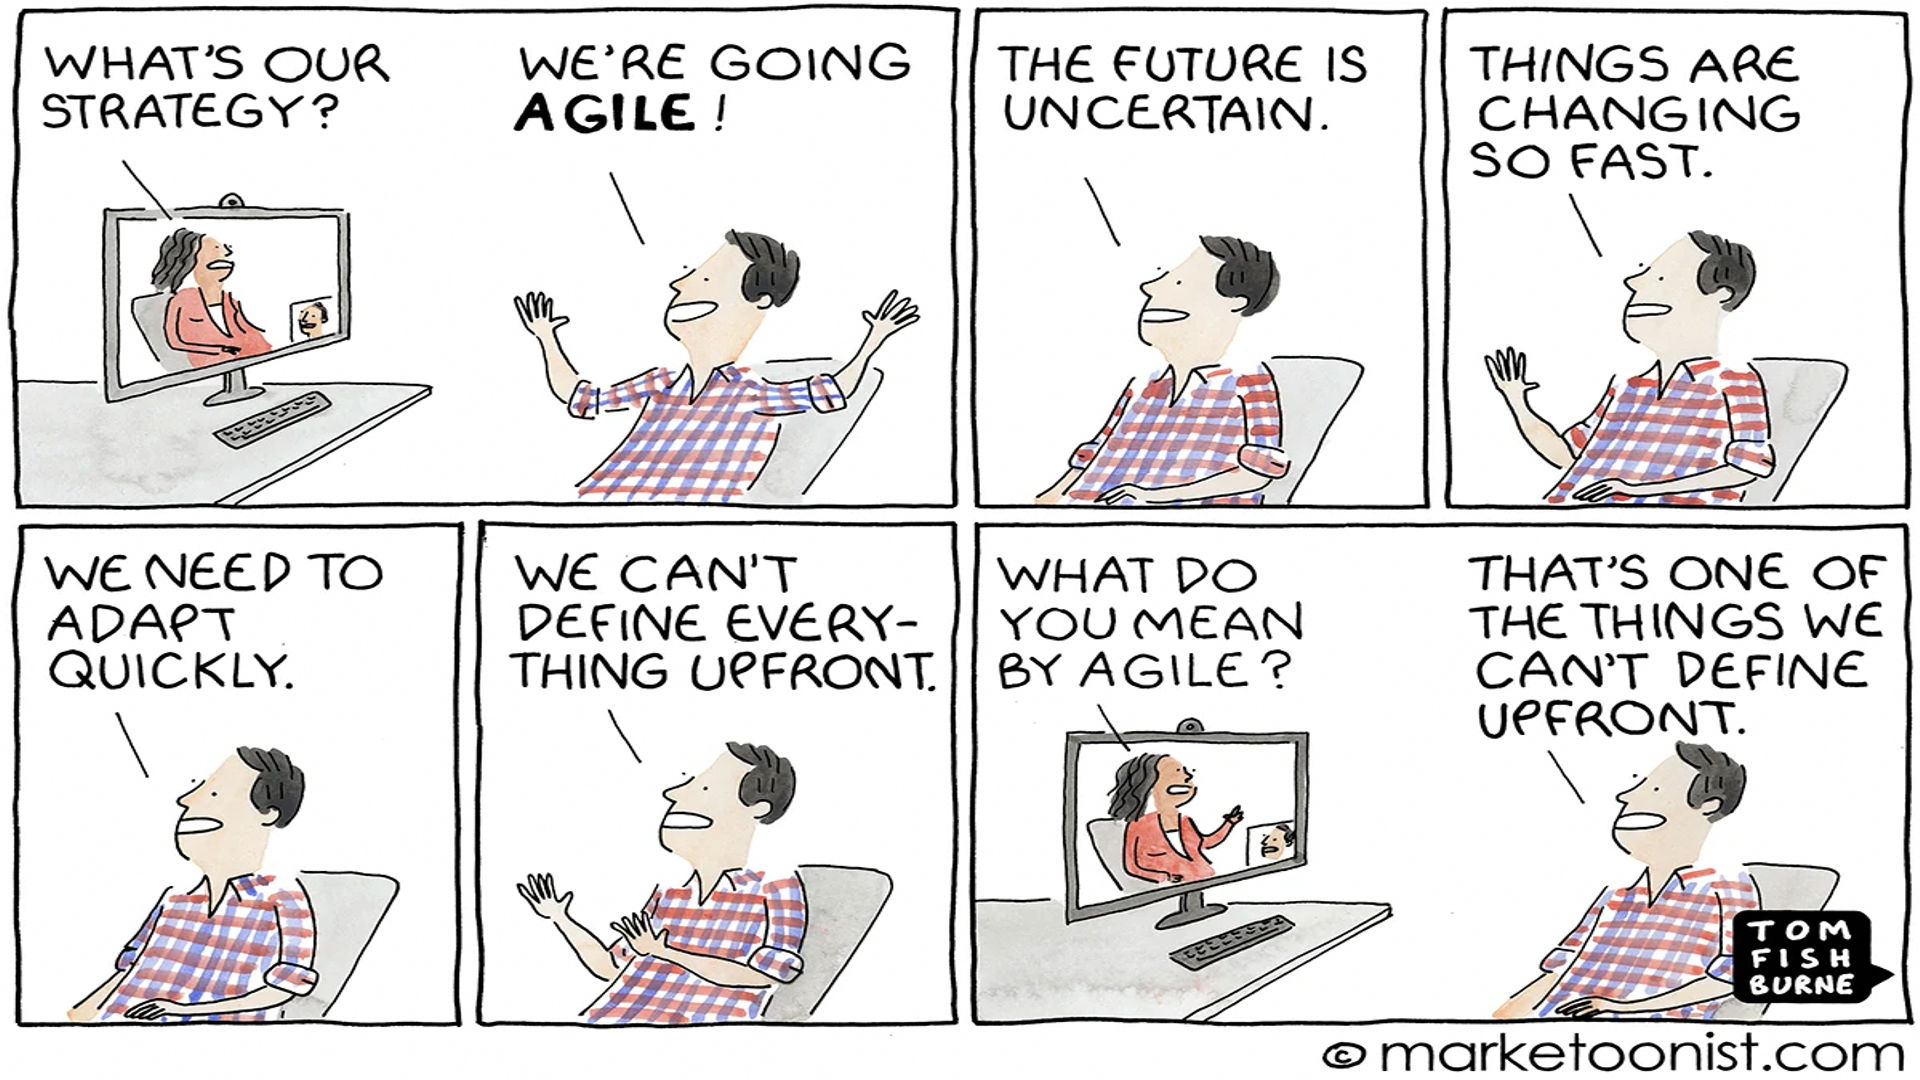 WHAT'S OUR
STRATEGY?
WE'RE GOING
AGILE!
THE FUTURE IS
UNCERTAIN.
THINGS ARE
CHANGING
SO FAST.
WE NEED TO
ADAPT
QUICKLY.
WE CAN'T
DEFINE EVERY-
THING UPFRONT.
WHAT DO
YOU MEAN
BY AGILE?
THAT'S ONE OF
THE THINGS WE
CAN'T DEFINE
UPFRONT.
TOM
FISH
BURNE
© marketoonist.com